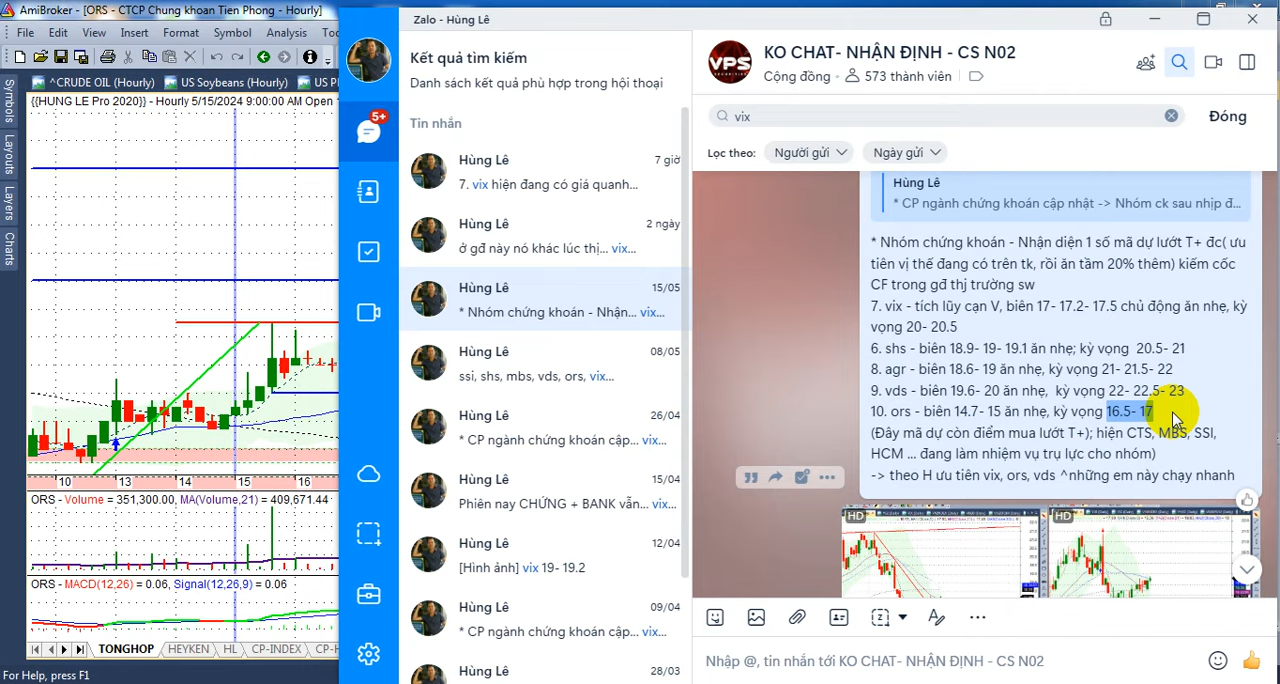 AmiBroker - [ORS - CTCP Chung khoan Tien Phong - Hourly]
File Edit View Insert Format Symbol Analysis
^CRUDE OIL (Hourly) US Soybeans (Hourly)
Symbols
Layouts
Layers
Charts
{{HUNG LE Pro 2020}} - Hourly 5/15/2024 9:00:00 AM Open
10 13 14 15 16
ORS - Volume = 351,300.00, MA(Volume,21) = 409,671.44
ORS - MACD(12,26) = 0.06, Signal(12,26,9) = 0.06
TONGHOP HEYKEN HL CP-INDEX
For Help, press F1
Zalo - Hùng Lê
5+
Kết quả tìm kiếm
Danh sách kết quả phù hợp trong hội thoại
Tin nhắn
Hùng Lê 7 giờ
7. vix hiện đang có giá quanh...
Hùng Lê 2 ngày
ở gđ này nó khác lúc thị... vix...
Hùng Lê 15/05
* Nhóm chứng khoán - Nhận... vix...
Hùng Lê 08/05
ssi, shs, mbs, vds, ors, vix...
Hùng Lê 26/04
* CP ngành chứng khoán cập... vix...
Hùng Lê 15/04
Phiên nay CHỨNG + BANK vẫn... vix...
Hùng Lê 12/04
[Hình ảnh] vix 19- 19.2
Hùng Lê 09/04
* CP ngành chứng khoán cập... vix...
Hùng Lê 28/03
VPS
SECURITIES
KO CHAT- NHẬN ĐỊNH - CS N02
Cộng đồng 573 thành viên
vix
Đóng
Lọc theo: Người gửi Ngày gửi
Hùng Lê
* CP ngành chứng khoán cập nhật -> Nhóm ck sau nhịp đ...
* Nhóm chứng khoán - Nhận diện 1 số mã dự lướt T+ đc( ưu
tiên vị thế đang có trên tk, rồi ăn tầm 20% thêm) kiếm cốc
CF trong gđ thị trường sw
7. vix - tích lũy cạn V, biên 17- 17.2- 17.5 chủ động ăn nhẹ, kỳ
vọng 20- 20.5
6. shs - biên 18.9- 19- 19.1 ăn nhẹ; kỳ vọng 20.5- 21
8. agr - biên 18.6- 19 ăn nhẹ, kỳ vọng 21- 21.5- 22
9. vds - biên 19.6- 20 ăn nhẹ, kỳ vọng 22- 22.5- 23
10. ors - biên 14.7- 15 ăn nhẹ, kỳ vọng 16.5- 17
(Đây mã dự còn điểm mua lướt T+); hiện CTS, MBS, SSI,
HCM ... đang làm nhiệm vụ trụ lực cho nhóm)
-> theo H ưu tiên vix, ors, vds ^những em này chạy nhanh
HD HD
Nhập @, tin nhắn tới KO CHAT- NHẬN ĐỊNH - CS N02